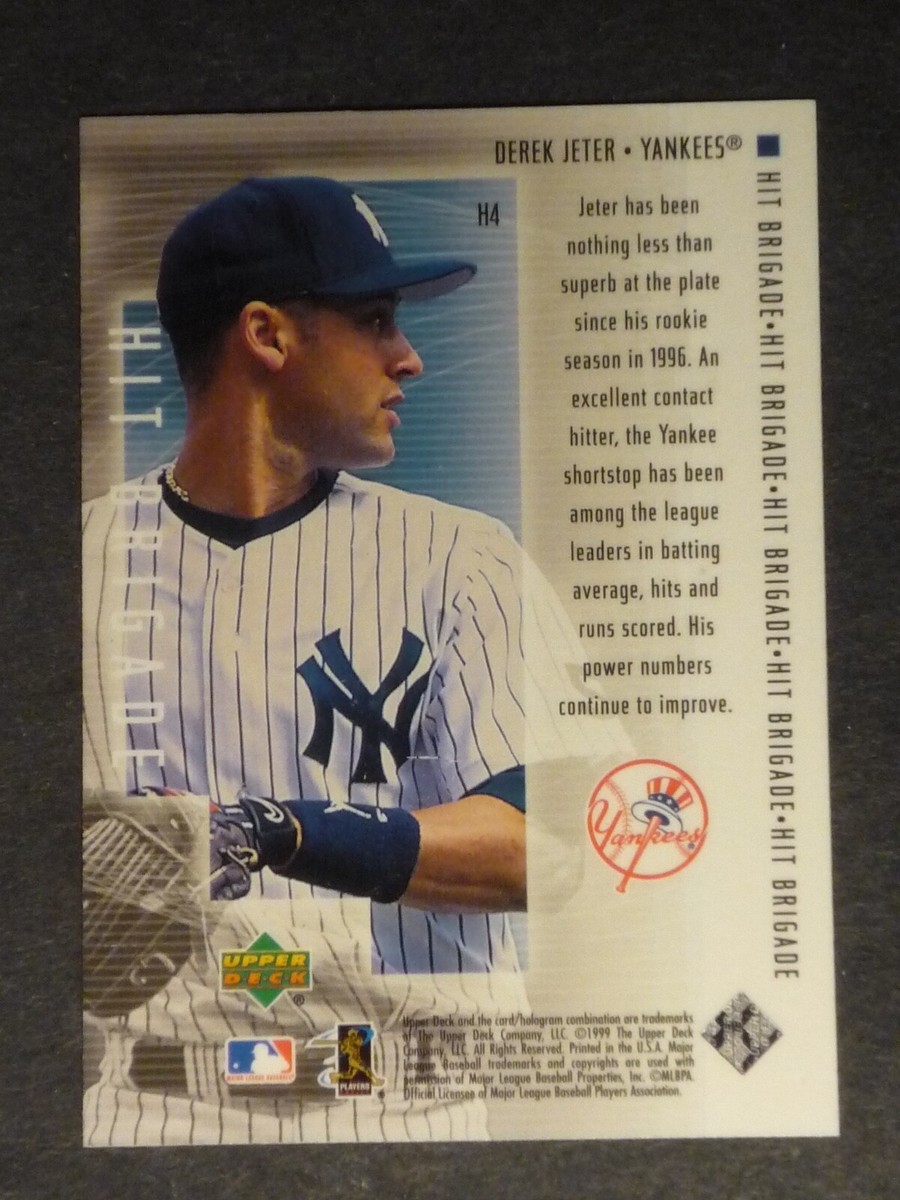 DEREK JETER • YANKEES®
H4
Jeter has been
nothing less than
superb at the plate
since his rookie
season in 1996. An
excellent contact
hitter, the Yankee
shortstop has been
among the league
leaders in batting
average, hits and
runs scored. His
power numbers
continue to improve.
HIT BRIGADE•HIT BRIGADE•HIT BRIGADE•HIT BRIGADE•HIT BRIGADE
HIT BRIGADE
NY
Yankees®
UPPER
DECK
®
MAJOR LEAGUE BASEBALL®
PLAYERS
Upper Deck and the card/hologram combination are trademarks
of The Upper Deck Company, LLC. ©1999 The Upper Deck
Company, LLC. All Rights Reserved. Printed in the U.S.A. Major
League Baseball trademarks and copyrights are used with
permission of Major League Baseball Properties, Inc. ©MLBPA
Official Licensee of Major League Baseball Players Association.